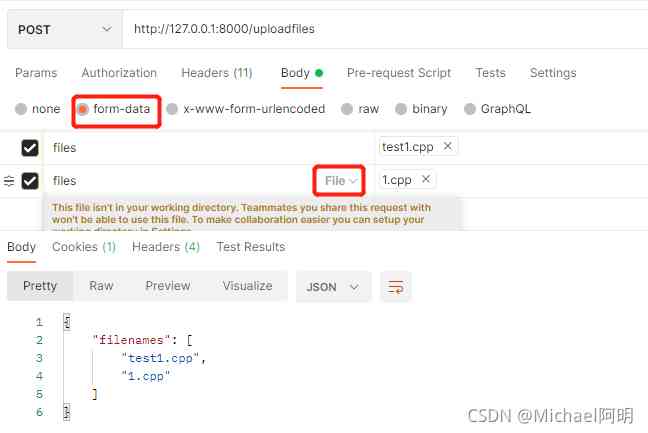 POST http://127.0.0.1:8000/uploadfiles
Params Authorization Headers (11) Body Pre-request Script Tests Settings
none form-data x-www-form-urlencoded raw binary GraphQL
files test1.cpp
files File 1.cpp
This file isn't in your working directory. Teammates you share this request with
won't be able to use this file. To make collaboration easier you can setup your
working directory in Settings.
Body Cookies (1) Headers (4) Test Results
Pretty Raw Preview Visualize JSON
1 {
2 "filenames": [
3 "test1.cpp",
4 "1.cpp"
5 ]
6 }
CSDN @Michael阿明